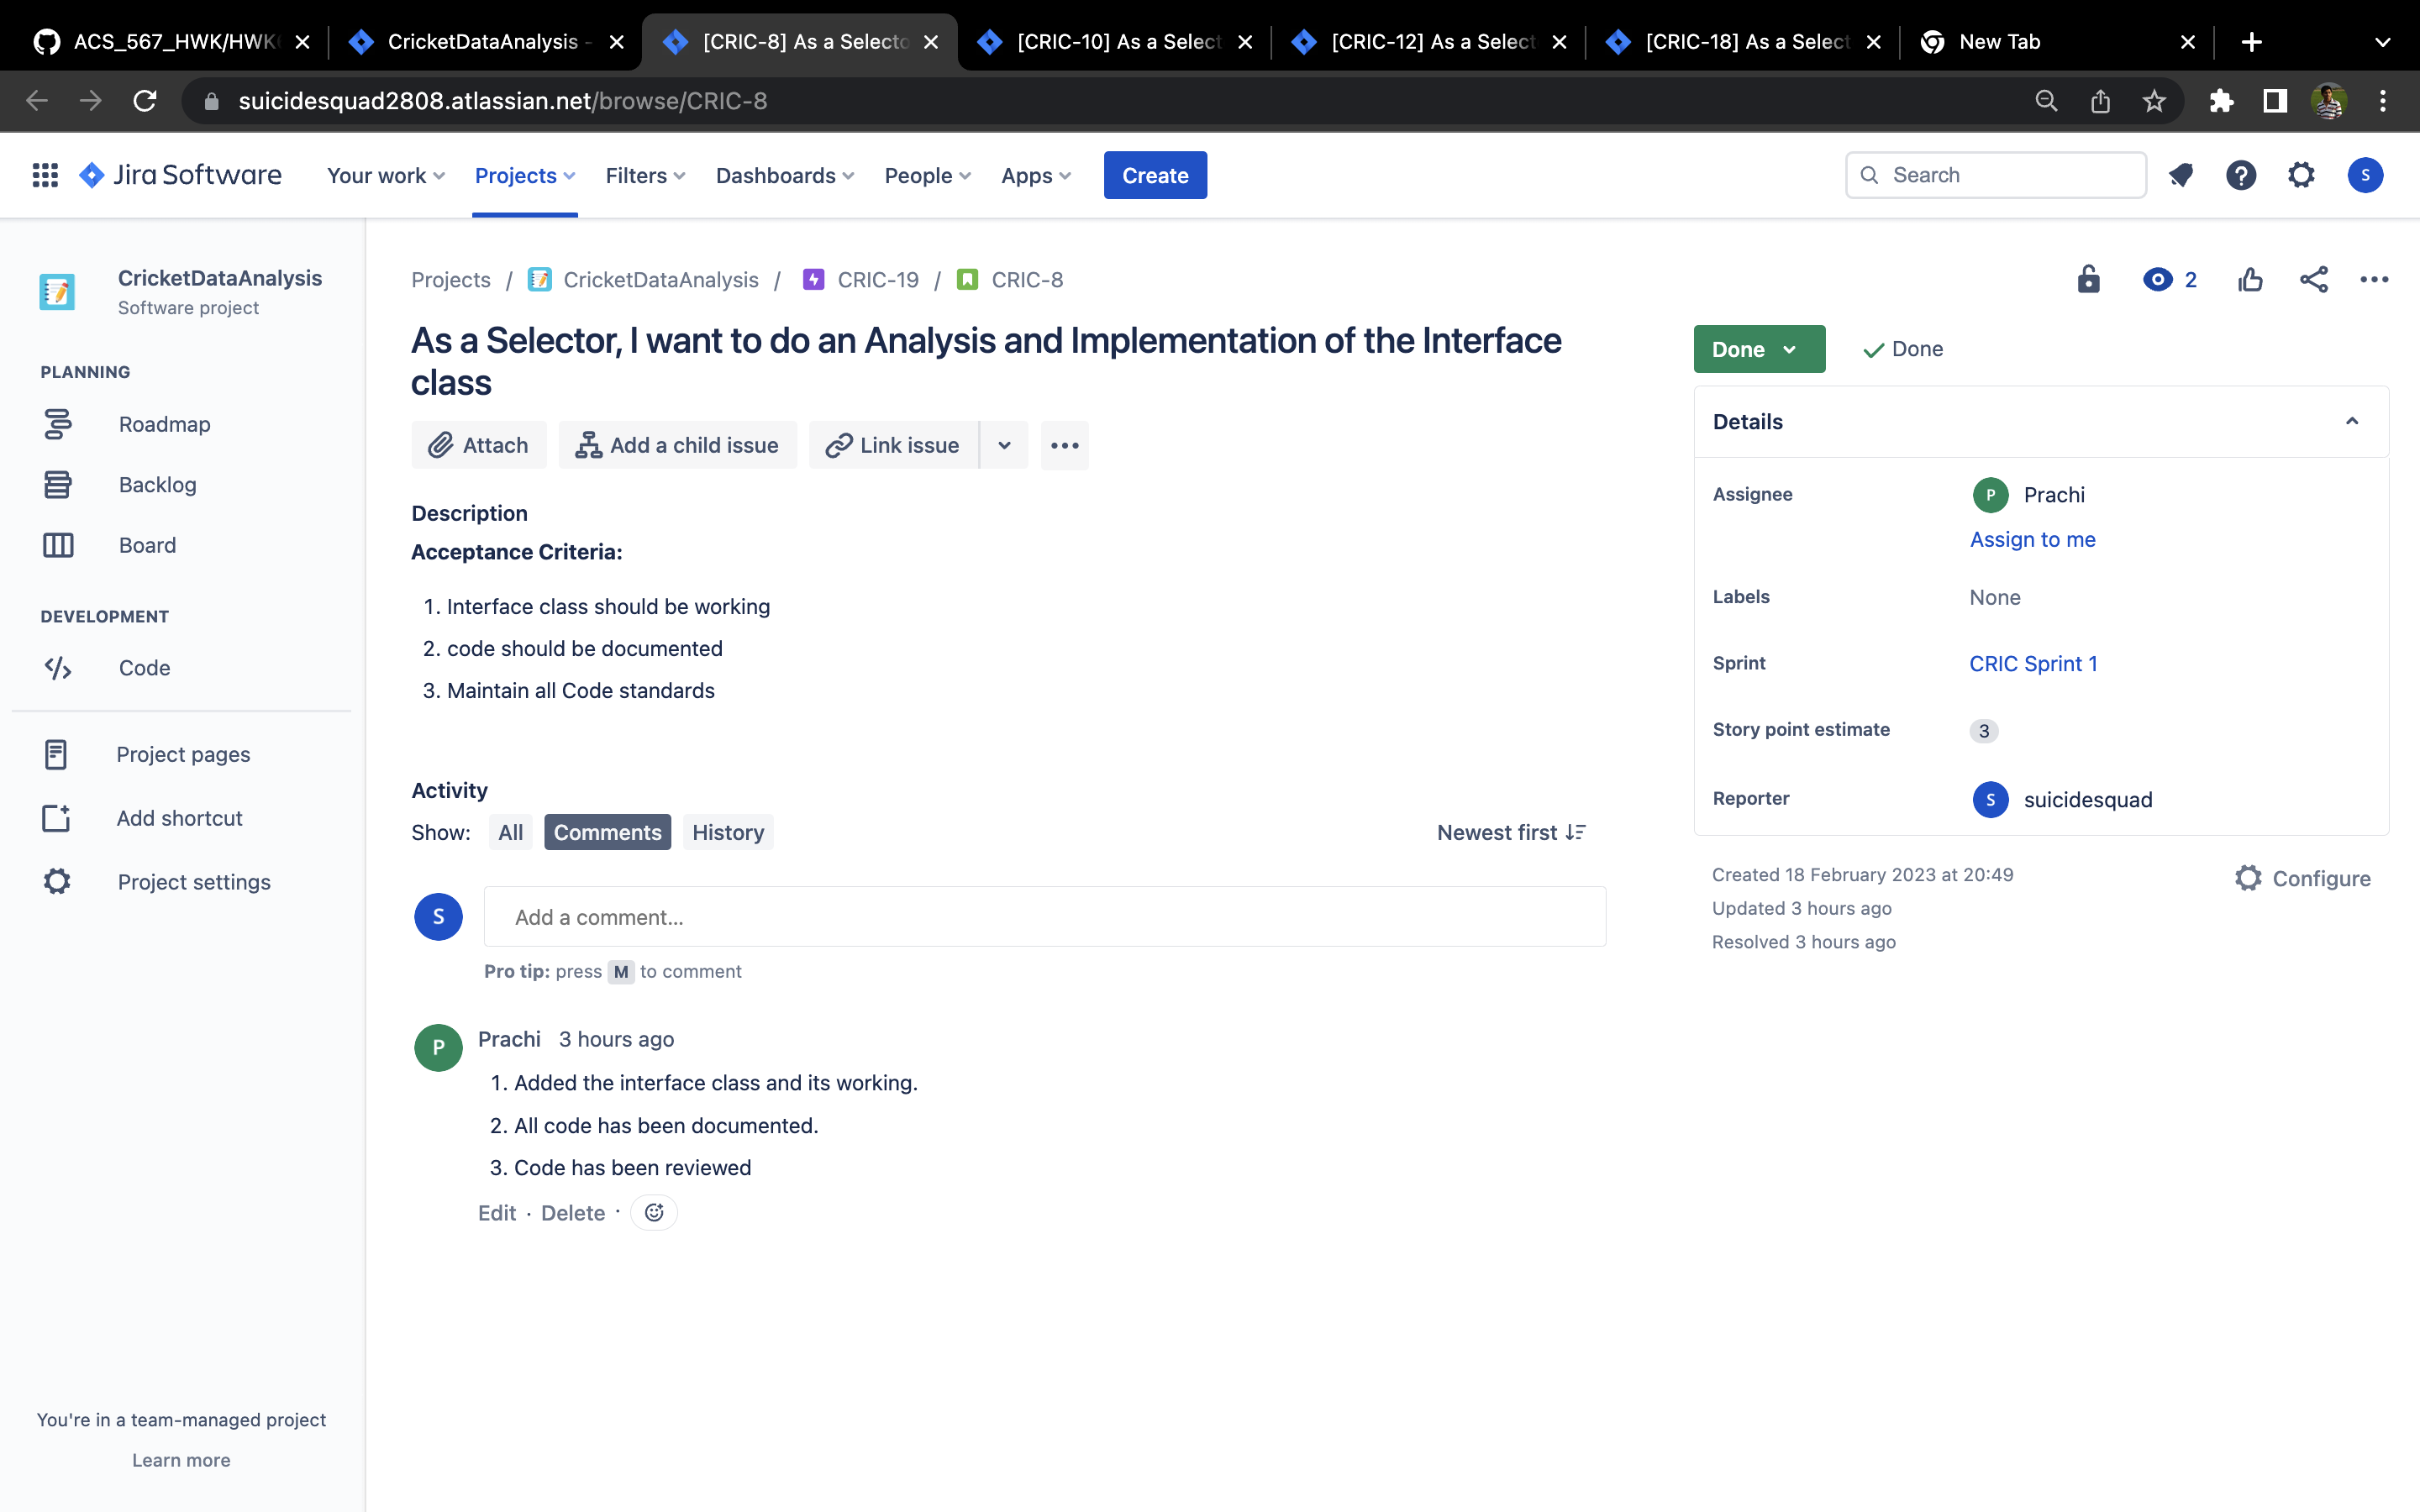 ACS_567_HWK/HWK
CricketDataAnalysis -
[CRIC-8] As a Selecto
[CRIC-10] As a Select
[CRIC-12] As a Select
[CRIC-18] As a Select
New Tab
suicidesquad2808.atlassian.net/browse/CRIC-8
Jira Software
Your work
Projects
Filters
Dashboards
People
Apps
Create
Search
S
CricketDataAnalysis
Software project
PLANNING
Roadmap
Backlog
Board
DEVELOPMENT
Code
Project pages
Add shortcut
Project settings
You're in a team-managed project
Learn more
Projects / CricketDataAnalysis / CRIC-19 / CRIC-8
As a Selector, I want to do an Analysis and Implementation of the Interface
class
Attach
Add a child issue
Link issue
Description
Acceptance Criteria:
1. Interface class should be working
2. code should be documented
3. Maintain all Code standards
Activity
Show: All Comments History
Newest first
S
Add a comment...
Pro tip: press M to comment
P
Prachi 3 hours ago
1. Added the interface class and its working.
2. All code has been documented.
3. Code has been reviewed
Edit · Delete ·
2
Done
Done
Details
Assignee
P Prachi
Assign to me
Labels
None
Sprint
CRIC Sprint 1
Story point estimate
3
Reporter
S suicidesquad
Created 18 February 2023 at 20:49
Updated 3 hours ago
Resolved 3 hours ago
Configure